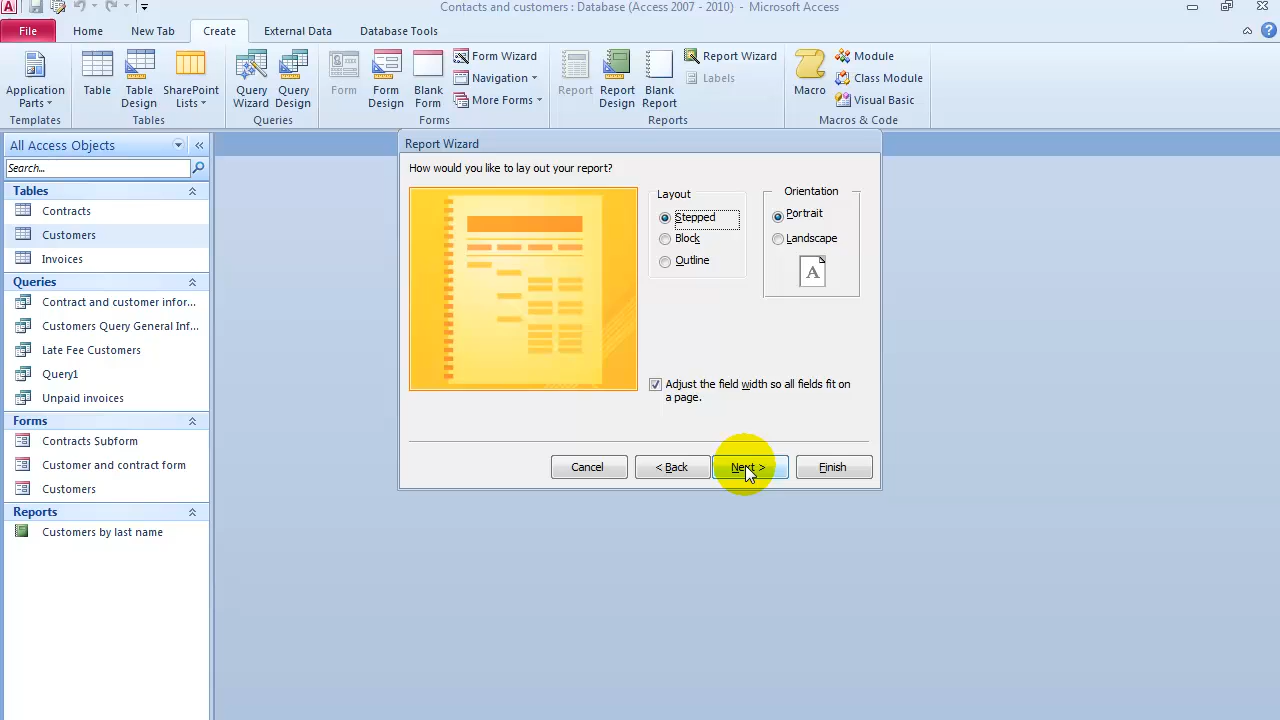 Contacts and customers : Database (Access 2007 - 2010) - Microsoft Access
File Home New Tab Create External Data Database Tools
Application Parts
Templates
Table
Table Design
SharePoint Lists
Tables
Query Wizard
Query Design
Queries
Form
Form Design
Blank Form
Form Wizard
Navigation
More Forms
Forms
Report
Report Design
Blank Report
Report Wizard
Labels
Reports
Macro
Module
Class Module
Visual Basic
Macros & Code
All Access Objects
Search...
Tables
Contracts
Customers
Invoices
Queries
Contract and customer infor...
Customers Query General Inf...
Late Fee Customers
Query1
Unpaid invoices
Forms
Contracts Subform
Customer and contract form
Customers
Reports
Customers by last name
Report Wizard
How would you like to lay out your report?
Layout
Stepped
Block
Outline
Orientation
Portrait
Landscape
A
Adjust the field width so all fields fit on
a page.
Cancel
< Back
Next >
Finish